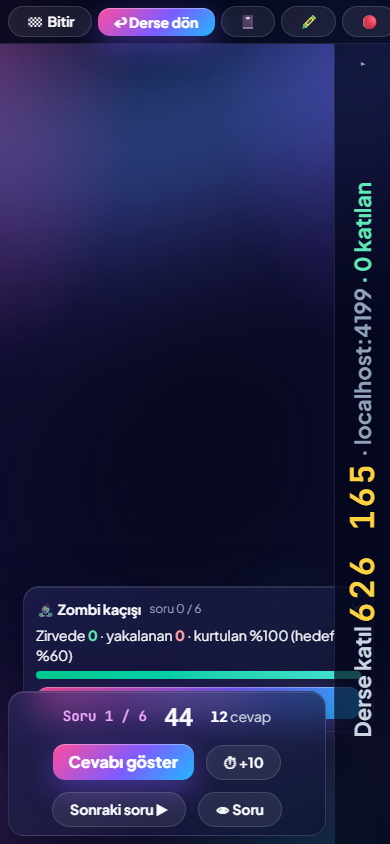 Bitir
Derse dön
Zombi kaçışı soru 0 / 6
Zirvede 0 · yakalanan 0 · kurtulan %100 (hedef
%60)
Soru 1 / 6 44 12 cevap
Cevabı göster
+10
Sonraki soru
Soru
Derse katıl 626 165 · localhost:4199 · 0 katılan